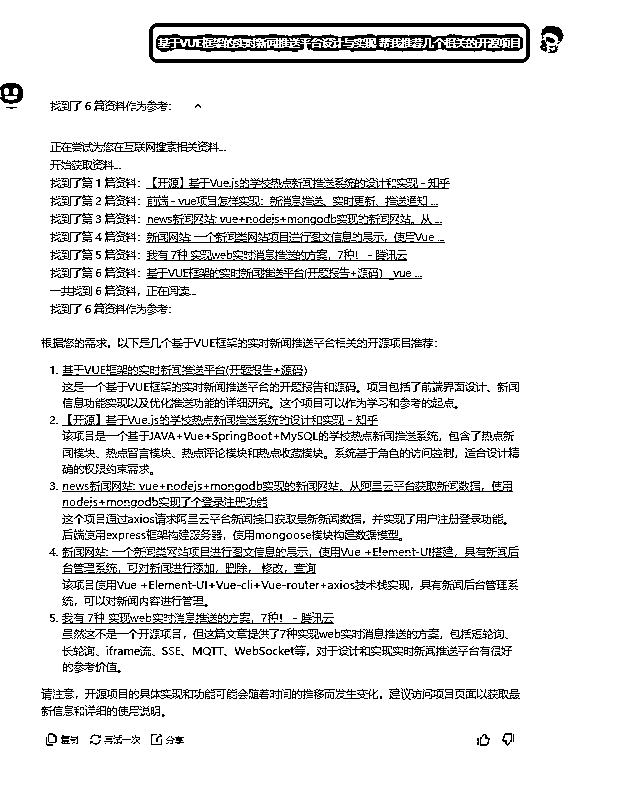 基于VUE框架的实时新闻推送平台设计与实现 帮我推荐几个相关的开源项目
找到了 6 篇资料作为参考：
正在尝试为您在互联网搜索相关资料...
开始获取资料...
找到了第 1 篇资料：【开源】基于Vue.js的学校热点新闻推送系统的设计和实现 - 知乎
找到了第 2 篇资料：前端 - vue项目怎样实现：新消息推送、实时更新、推送通知 ...
找到了第 3 篇资料：news新闻网站: vue+nodejs+mongodb实现的新闻网站。从 ...
找到了第 4 篇资料：新闻网站: 一个新闻类网站项目进行图文信息的展示，使用Vue ...
找到了第 5 篇资料：我有 7种 实现web实时消息推送的方案，7种！ - 腾讯云
找到了第 6 篇资料：基于VUE框架的实时新闻推送平台(开题报告+源码) _vue ...
一共找到 6 篇资料，正在阅读...
找到了 6 篇资料作为参考：
根据您的需求，以下是几个基于VUE框架的实时新闻推送平台相关的开源项目推荐：
1. 基于VUE框架的实时新闻推送平台(开题报告+源码)
这是一个基于VUE框架的实时新闻推送平台的开题报告和源码。项目包括了前端界面设计、新闻
信息功能实现以及优化推送功能的详细研究。这个项目可以作为学习和参考的起点。
2. 【开源】基于Vue.js的学校热点新闻推送系统的设计和实现 - 知乎
该项目是一个基于JAVA+Vue+SpringBoot+MySQL的学校热点新闻推送系统，包含了热点新
闻模块、热点留言模块、热点评论模块和热点收藏模块。系统基于角色的访问控制，适合设计精
确的权限约束需求。
3. news新闻网站: vue+nodejs+mongodb实现的新闻网站。从阿里云平台获取新闻数据，使用
nodejs+mongodb实现了个登录注册功能
这个项目通过axios请求阿里云平台新闻接口获取最新新闻数据，并实现了用户注册登录功能。
后端使用express框架构建服务器，使用mongoose模块构建数据模型。
4. 新闻网站: 一个新闻类网站项目进行图文信息的展示，使用Vue +Element-UI搭建，具有新闻后
台管理系统，可对新闻进行添加，删除， 修改，查询
该项目使用Vue +Element-UI+Vue-cli+Vue-router+axios技术栈实现，具有新闻后台管理系
统，可以对新闻内容进行管理。
5. 我有 7种 实现web实时消息推送的方案，7种！ - 腾讯云
虽然这不是一个开源项目，但这篇文章提供了7种实现web实时消息推送的方案，包括短轮询、
长轮询、iframe流、SSE、MQTT、WebSocket等，对于设计和实现实时新闻推送平台有很好
的参考价值。
请注意，开源项目的具体实现和功能可能会随着时间的推移而发生变化，建议访问项目页面以获取最
新信息和详细的使用说明。
复制 再试一次 分享